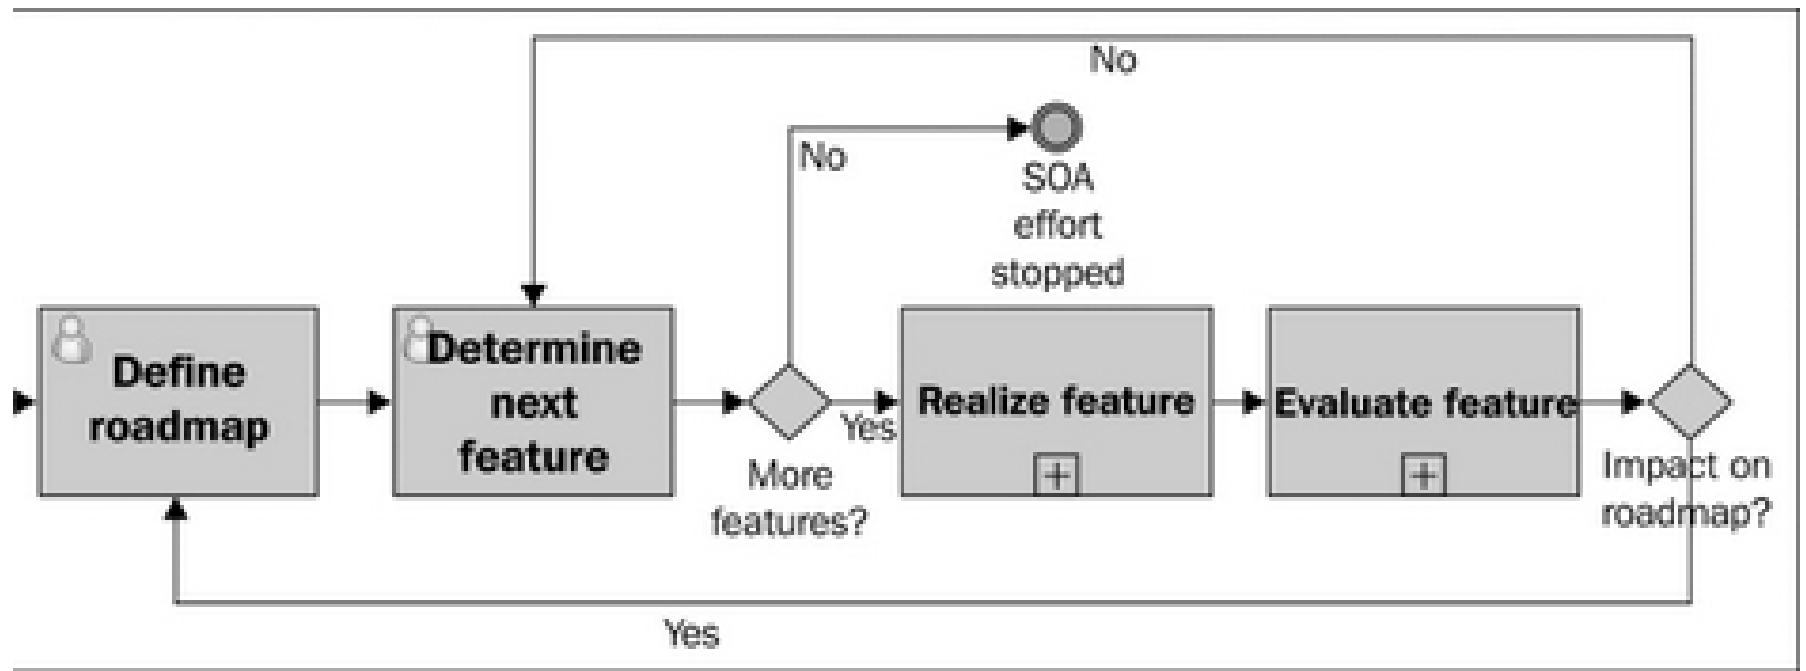 No
No
SOA
effort
stopped
Define
roadmap
Determine
next
feature
Yes
More
features?
Realize feature
Evaluate feature
Impact on
roadmap?
Yes